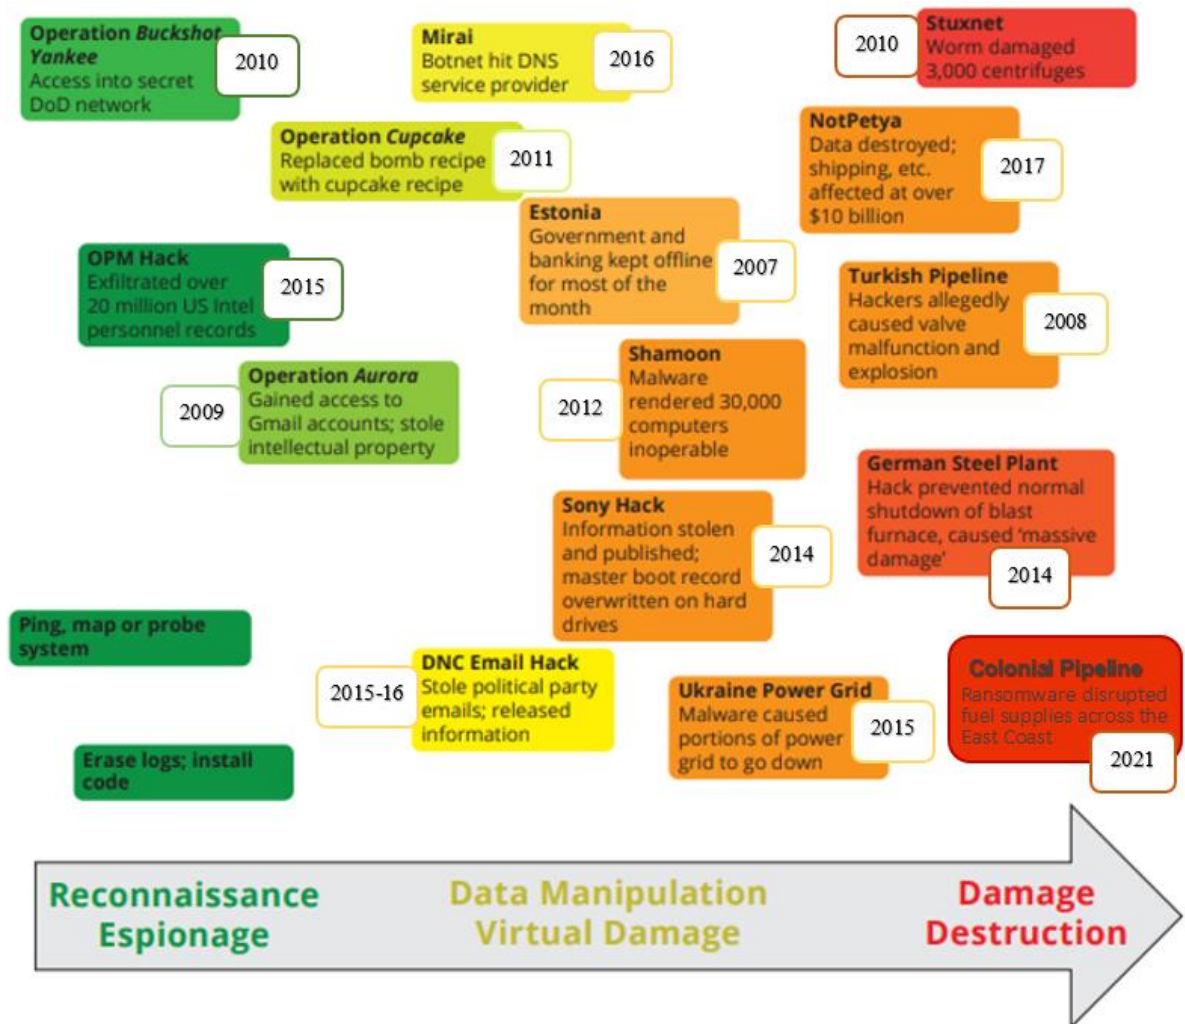 Operation Buckshot
Yankee
Access into secret
DoD network
2010
Mirai
Botnet hit DNS
service provider
2016
2010
Stuxnet
Worm damaged
3,000 centrifuges
Operation Cupcake
Replaced bomb recipe
with cupcake recipe
2011
NotPetya
Data destroyed;
shipping, etc.
affected at over
$10 billion
2017
Estonia
Government and
banking kept offline
for most of the
month
2007
OPM Hack
Exfiltrated over
20 million US Intel
personnel records
2015
Turkish Pipeline
Hackers allegedly
caused valve
malfunction and
explosion
2008
2009
Operation Aurora
Gained access to
Gmail accounts; stole
intellectual property
2012
Shamoon
Malware
rendered 30,000
computers
inoperable
German Steel Plant
Hack prevented normal
shutdown of blast
furnace, caused ‘massive
damage’
2014
Sony Hack
Information stolen
and published;
master boot record
overwritten on hard
drives
2014
Ping, map or probe
system
2015-16
DNC Email Hack
Stole political party
emails; released
information
Ukraine Power Grid
Malware caused
portions of power
grid to go down
2015
Colonial Pipeline
Ransomware disrupted
fuel supplies across the
East Coast
2021
Erase logs; install
code
Reconnaissance
Espionage
Data Manipulation
Virtual Damage
Damage
Destruction